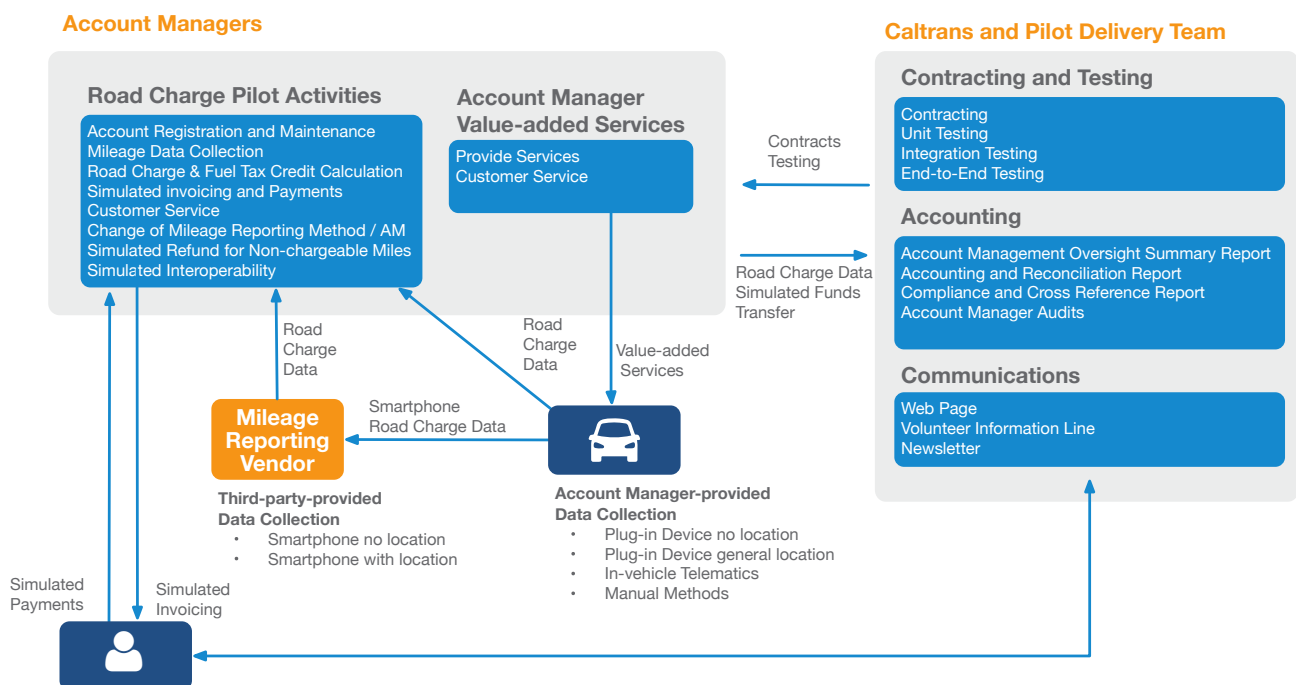 Account Managers
Road Charge Pilot Activities
Account Registration and Maintenance
Mileage Data Collection
Road Charge & Fuel Tax Credit Calculation
Simulated invoicing and Payments
Customer Service
Change of Mileage Reporting Method / AM
Simulated Refund for Non-chargeable Miles
Simulated Interoperability
Account Manager
Value-added Services
Provide Services
Customer Service
Contracts
Testing
Road Charge Data
Simulated Funds
Transfer
Caltrans and Pilot Delivery Team
Contracting and Testing
Contracting
Unit Testing
Integration Testing
End-to-End Testing
Accounting
Account Management Oversight Summary Report
Accounting and Reconciliation Report
Compliance and Cross Reference Report
Account Manager Audits
Communications
Web Page
Volunteer Information Line
Newsletter
Road
Charge
Data
Road
Charge
Data
Value-added
Services
Mileage
Reporting
Vendor
Smartphone
Road Charge Data
Third-party-provided
Data Collection
• Smartphone no location
• Smartphone with location
Account Manager-provided
Data Collection
• Plug-in Device no location
• Plug-in Device general location
• In-vehicle Telematics
• Manual Methods
Simulated
Payments
Simulated
Invoicing